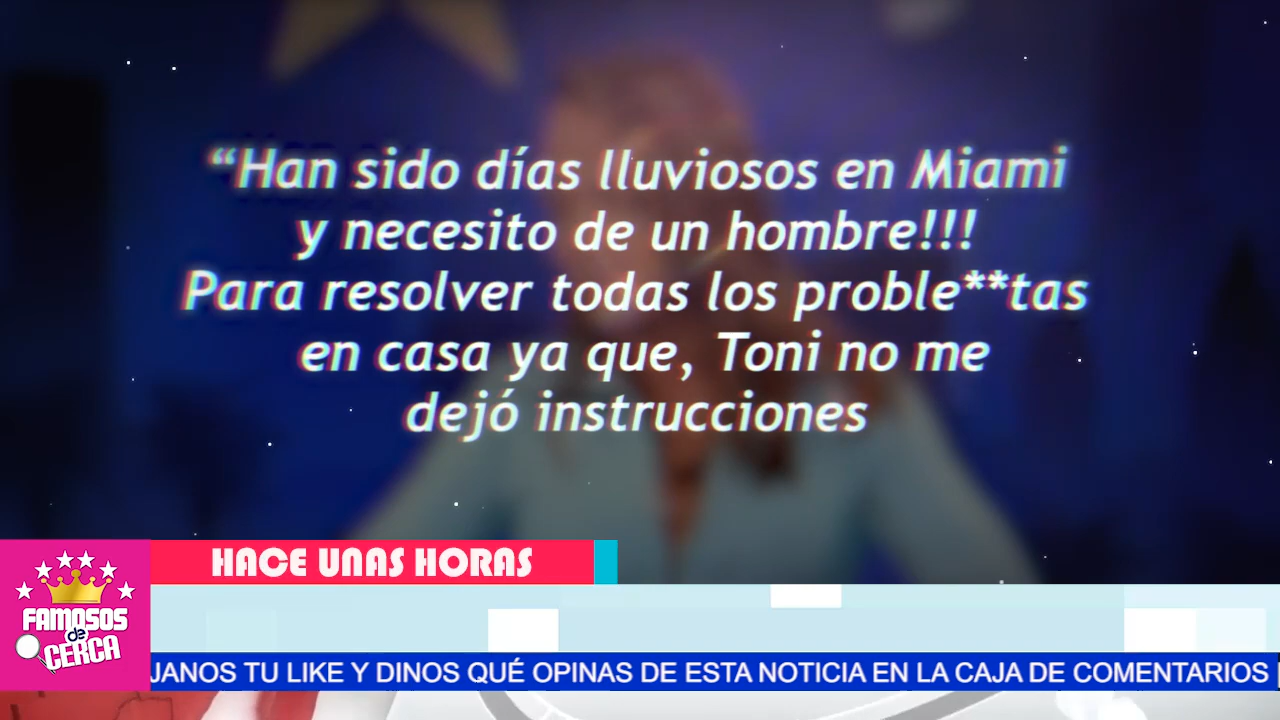 “Han sido días lluviosos en Miami
y necesito de un hombre!!!
Para resolver todas los proble**tas
en casa ya que, Toni no me
dejó instrucciones
HACE UNAS HORAS
FAMOSOS
de
CERCA
JANOS TU LIKE Y DINOS QUÉ OPINAS DE ESTA NOTICIA EN LA CAJA DE COMENTARIOS